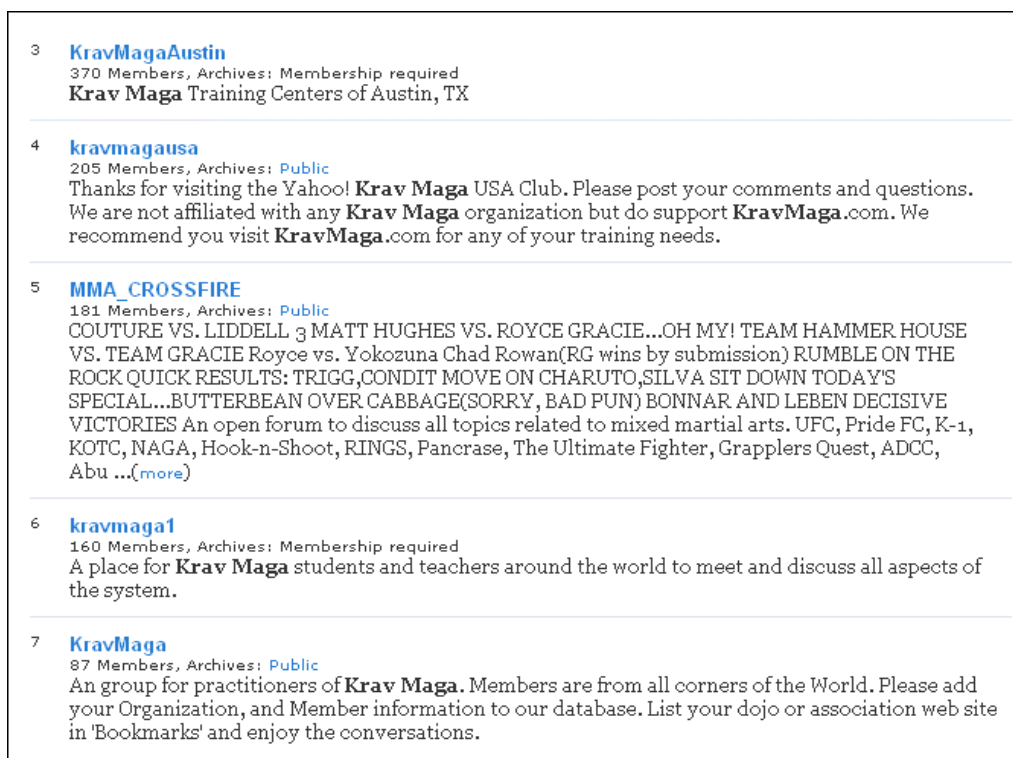 3 KravMagaAustin
370 Members, Archives: Membership required
Krav Maga Training Centers of Austin, TX
4 kravmagausa
205 Members, Archives: Public
Thanks for visiting the Yahoo! Krav Maga USA Club. Please post your comments and questions.
We are not affiliated with any Krav Maga organization but do support KravMaga.com. We
recommend you visit KravMaga.com for any of your training needs.
5 MMA_CROSSFIRE
181 Members, Archives: Public
COUTURE VS. LIDDELL 3 MATT HUGHES VS. ROYCE GRACIE...OH MY! TEAM HAMMER HOUSE
VS. TEAM GRACIE Royce vs. Yokozuna Chad Rowan(RG wins by submission) RUMBLE ON THE
ROCK QUICK RESULTS: TRIGG,CONDIT MOVE ON CHARUTO,SILVA SIT DOWN TODAY'S
SPECIAL...BUTTERBEAN OVER CABBAGE(SORRY, BAD PUN) BONNAR AND LEBEN DECISIVE
VICTORIES An open forum to discuss all topics related to mixed martial arts. UFC, Pride FC, K-1,
KOTC, NAGA, Hook-n-Shoot, RINGS, Pancrase, The Ultimate Fighter, Grapplers Quest, ADCC,
Abu ...(more)
6 kravmaga1
160 Members, Archives: Membership required
A place for Krav Maga students and teachers around the world to meet and discuss all aspects of
the system.
7 KravMaga
87 Members, Archives: Public
An group for practitioners of Krav Maga. Members are from all corners of the World. Please add
your Organization, and Member information to our database. List your dojo or association web site
in 'Bookmarks' and enjoy the conversations.